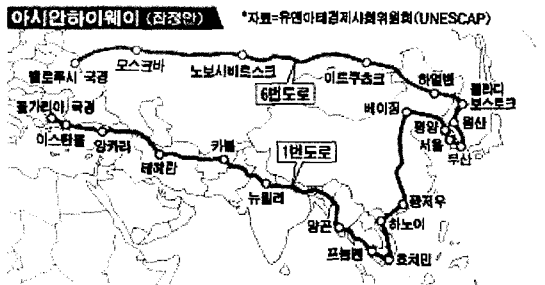 아시안하이웨이 (잠정안)
*자료=유엔아태경제사회위원회(UNESCAP)
벨로루시 국경
모스크바
노보시비르스크
6번도로
이르쿠츠크
하얼빈
블라디
보스토크
불가리아 국경
이스탄불
앙카라
테헤란
카불
1번도로
뉴델리
베이징
평양
원산
서울
부산
광저우
하노이
양곤
프놈펜
호치민